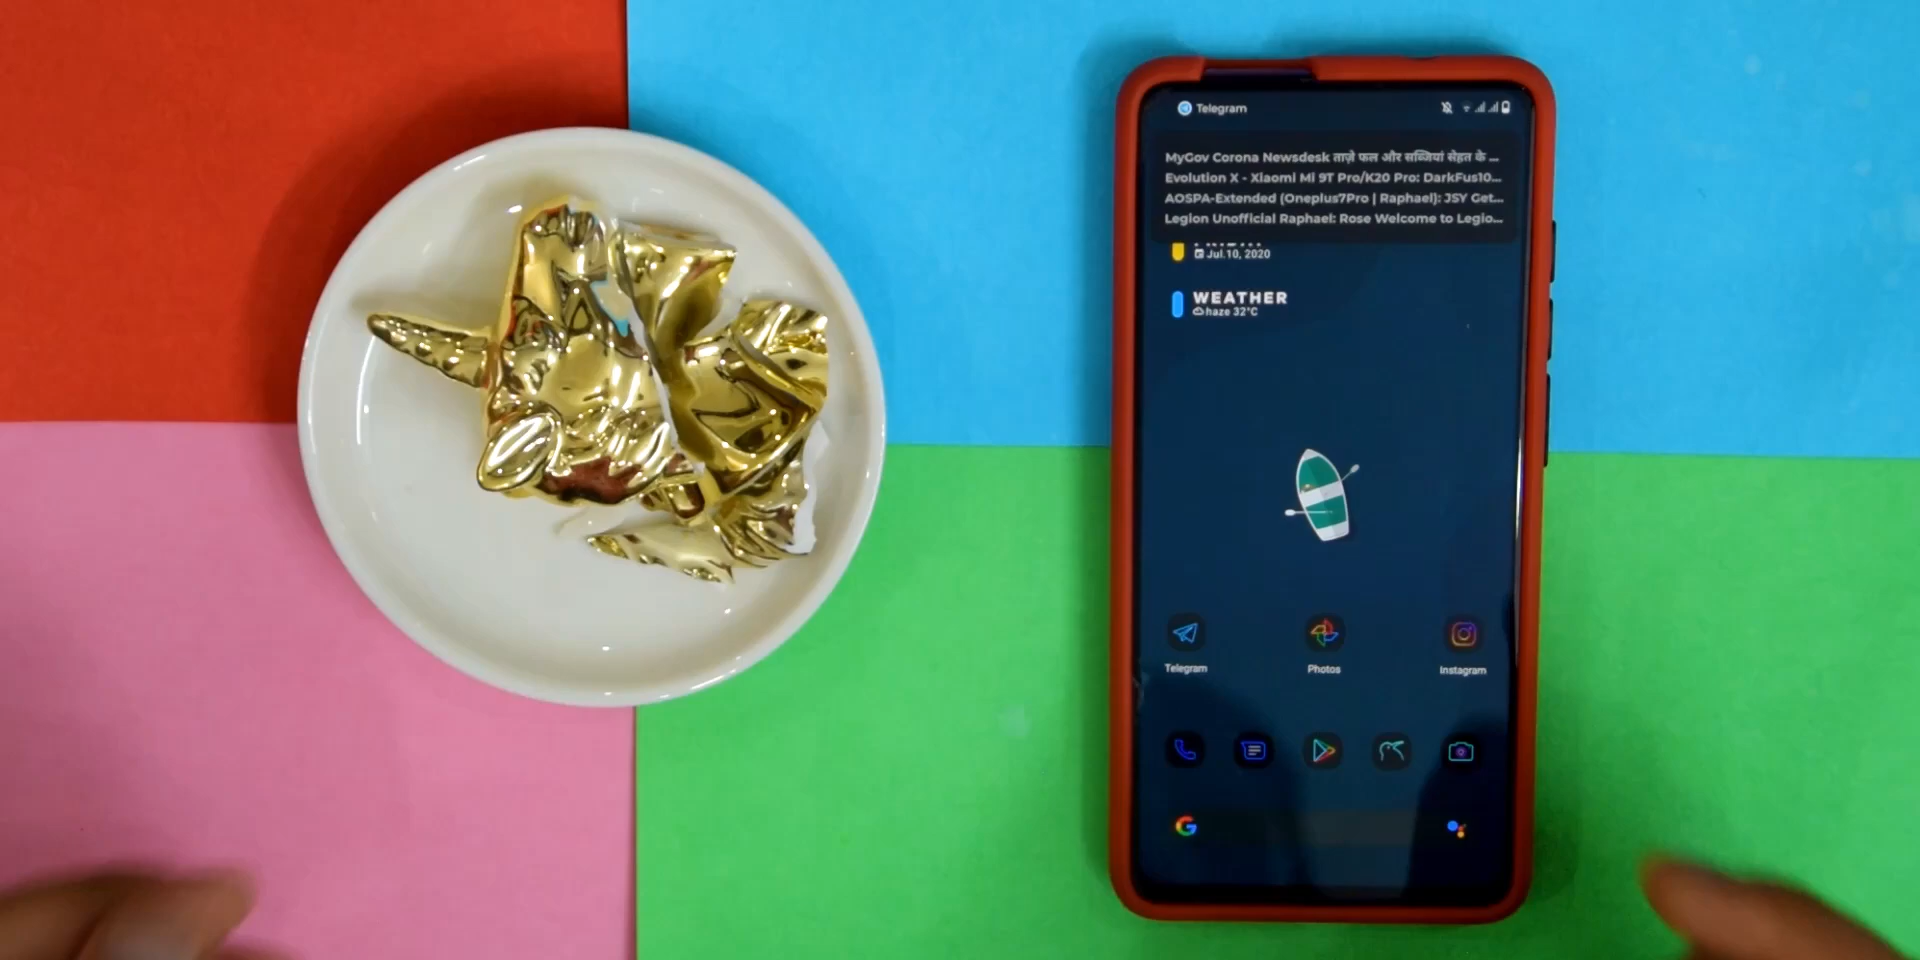 Telegram
MyGov Corona Newsdesk ताज़े फल और सब्जियां सेहत के ...
Evolution X - Xiaomi Mi 9T Pro/K20 Pro: DarkFus10...
AOSPA-Extended (Oneplus7Pro | Raphael): JSY Get...
Legion Unofficial Raphael: Rose Welcome to Legio...
FRIDAY
Jul.10, 2020
WEATHER
haze 32°C
Telegram
Photos
Instagram